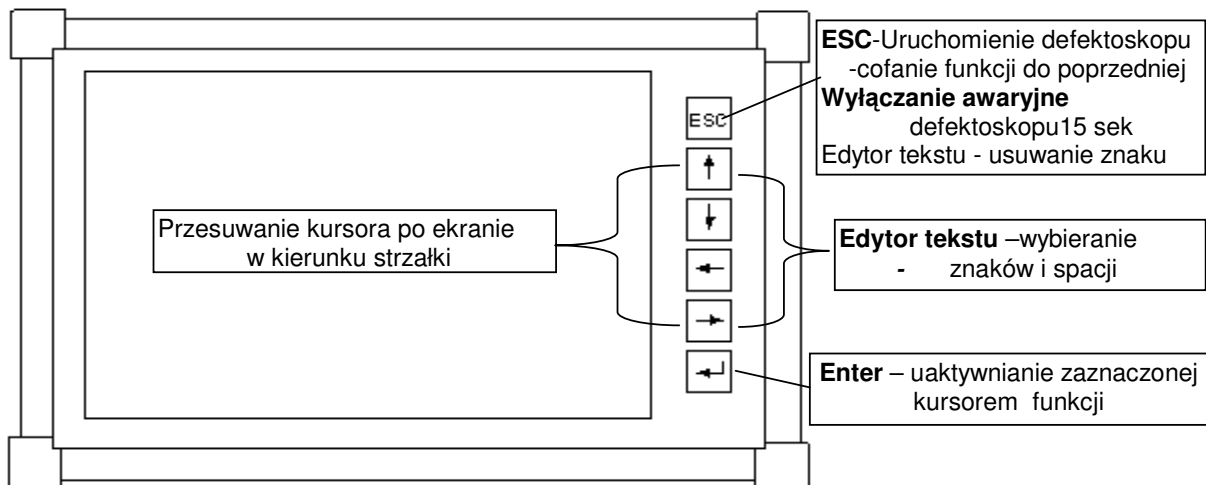 ESC-Uruchomienie defektoskopu
-cofanie funkcji do poprzedniej
Wyłączanie awaryjne
defektoskopu15 sek
Edytor tekstu - usuwanie znaku
ESC
Przesuwanie kursora po ekranie
w kierunku strzałki
Edytor tekstu –wybieranie
- znaków i spacji
Enter – uaktywnianie zaznaczonej
kursorem funkcji